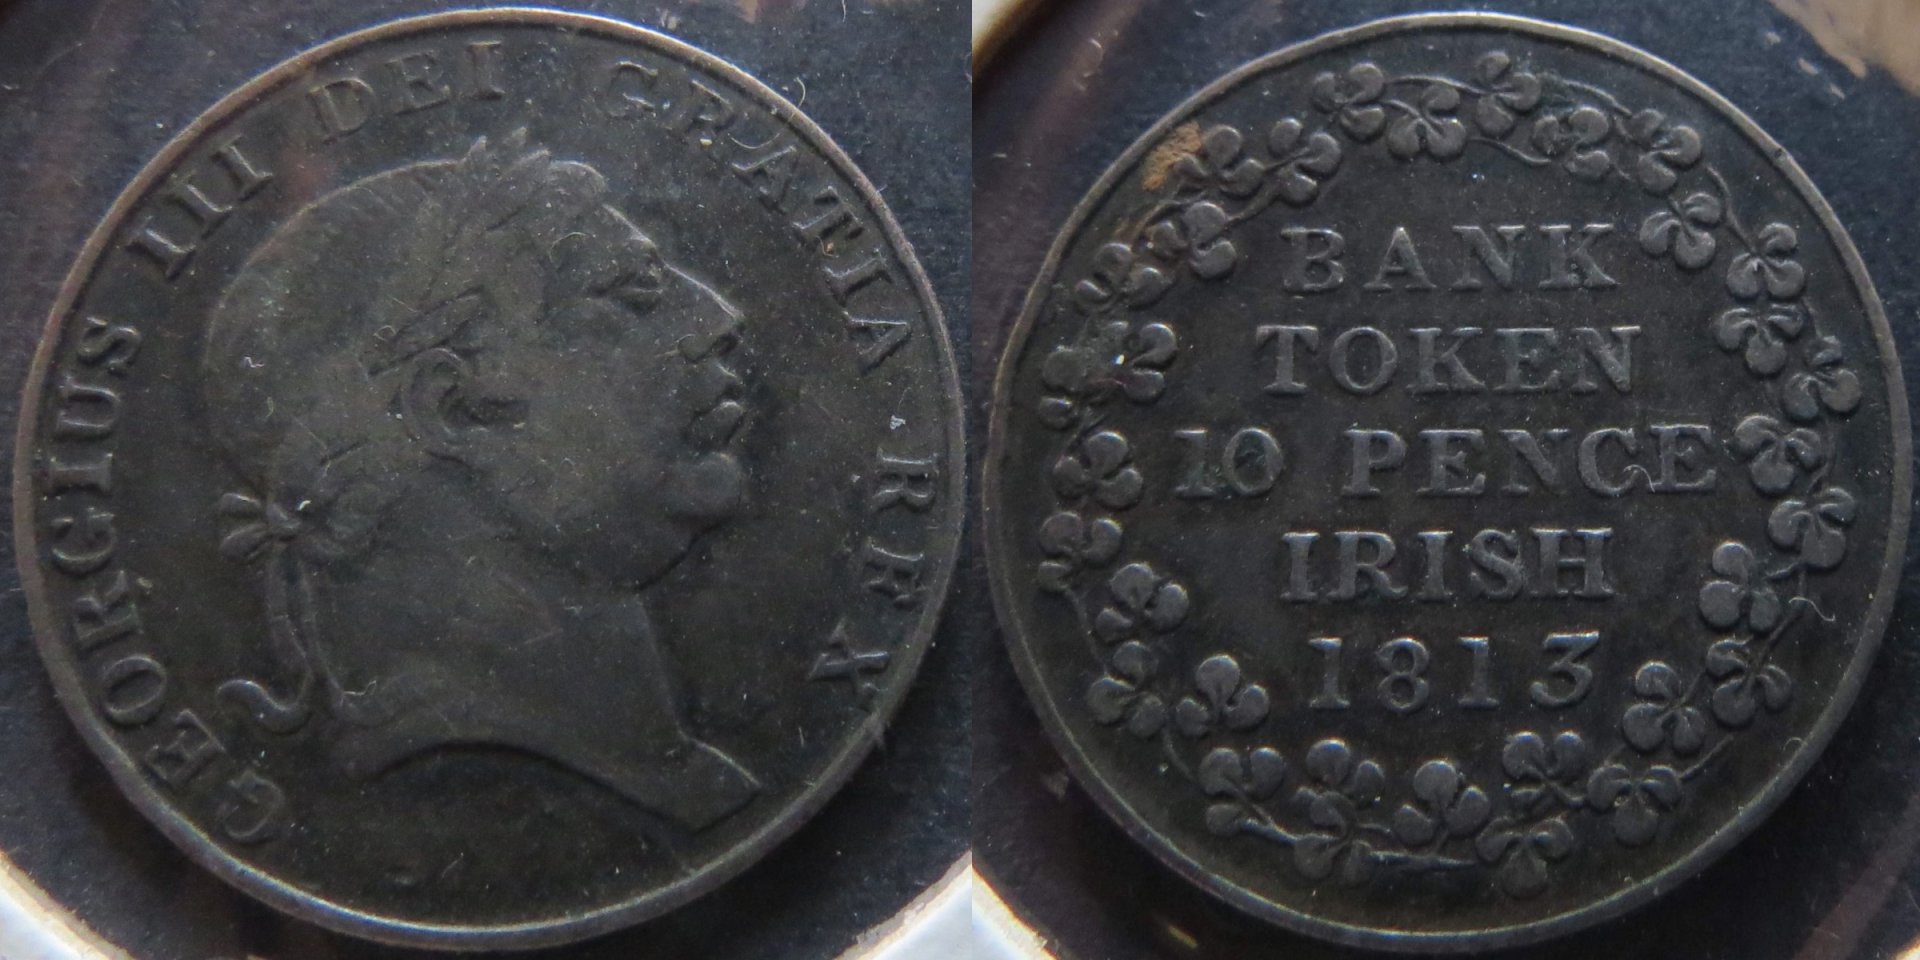 GEORGIUS III DEI GRATIA REX
BANK
TOKEN
10 PENCE
IRISH
1813